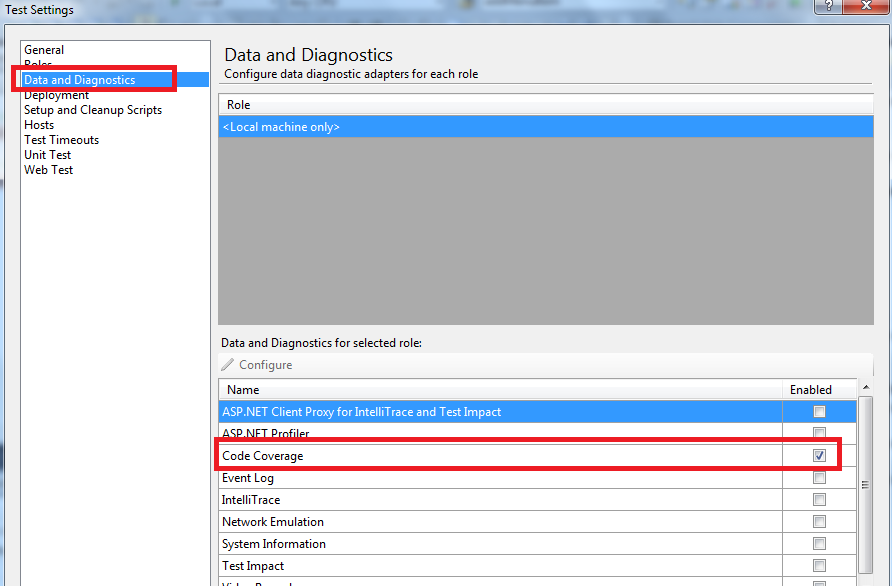 Test Settings
?
General
Roles
Data and Diagnostics
Deployment
Setup and Cleanup Scripts
Hosts
Test Timeouts
Unit Test
Web Test
Data and Diagnostics
Configure data diagnostic adapters for each role
Role
<Local machine only>
Data and Diagnostics for selected role:
Configure
Name Enabled
ASP.NET Client Proxy for IntelliTrace and Test Impact
ASP.NET Profiler
Code Coverage
Event Log
IntelliTrace
Network Emulation
System Information
Test Impact